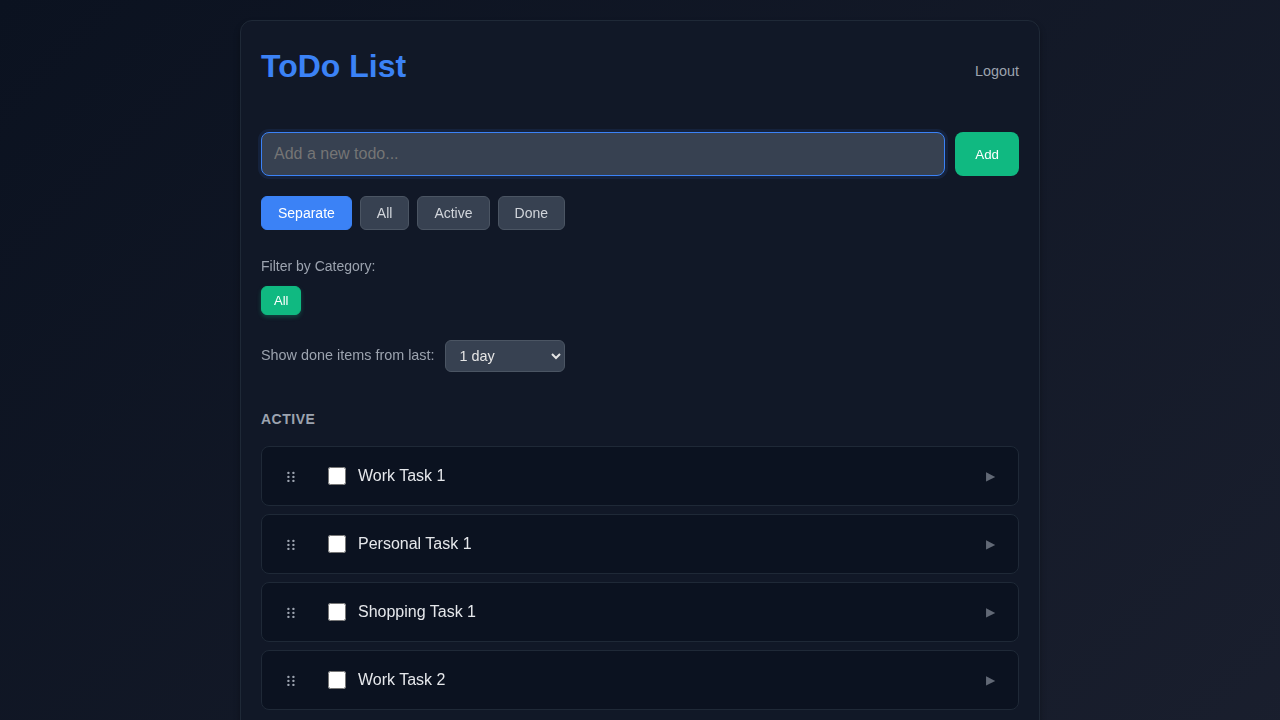 ToDo List
Logout
Add a new todo...
Add
Separate
All
Active
Done
Filter by Category:
All
Show done items from last:
1 day
ACTIVE
Work Task 1
Personal Task 1
Shopping Task 1
Work Task 2